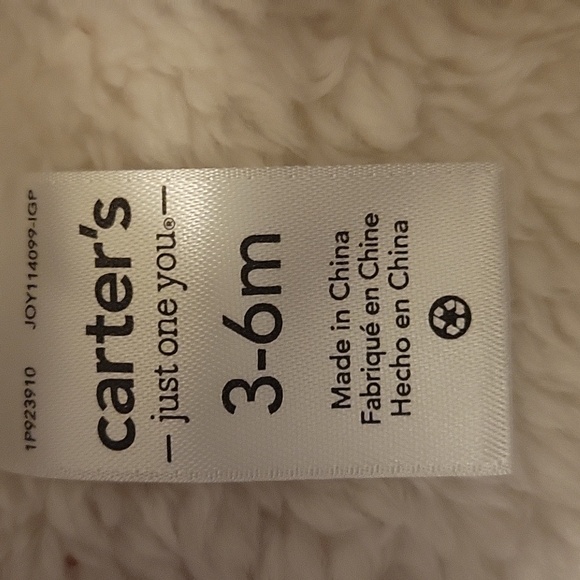 1P923910 JOY114099-IGP
carter's
— just one you®—
3-6m
Made in China
Fabriqué en Chine
Hecho en China